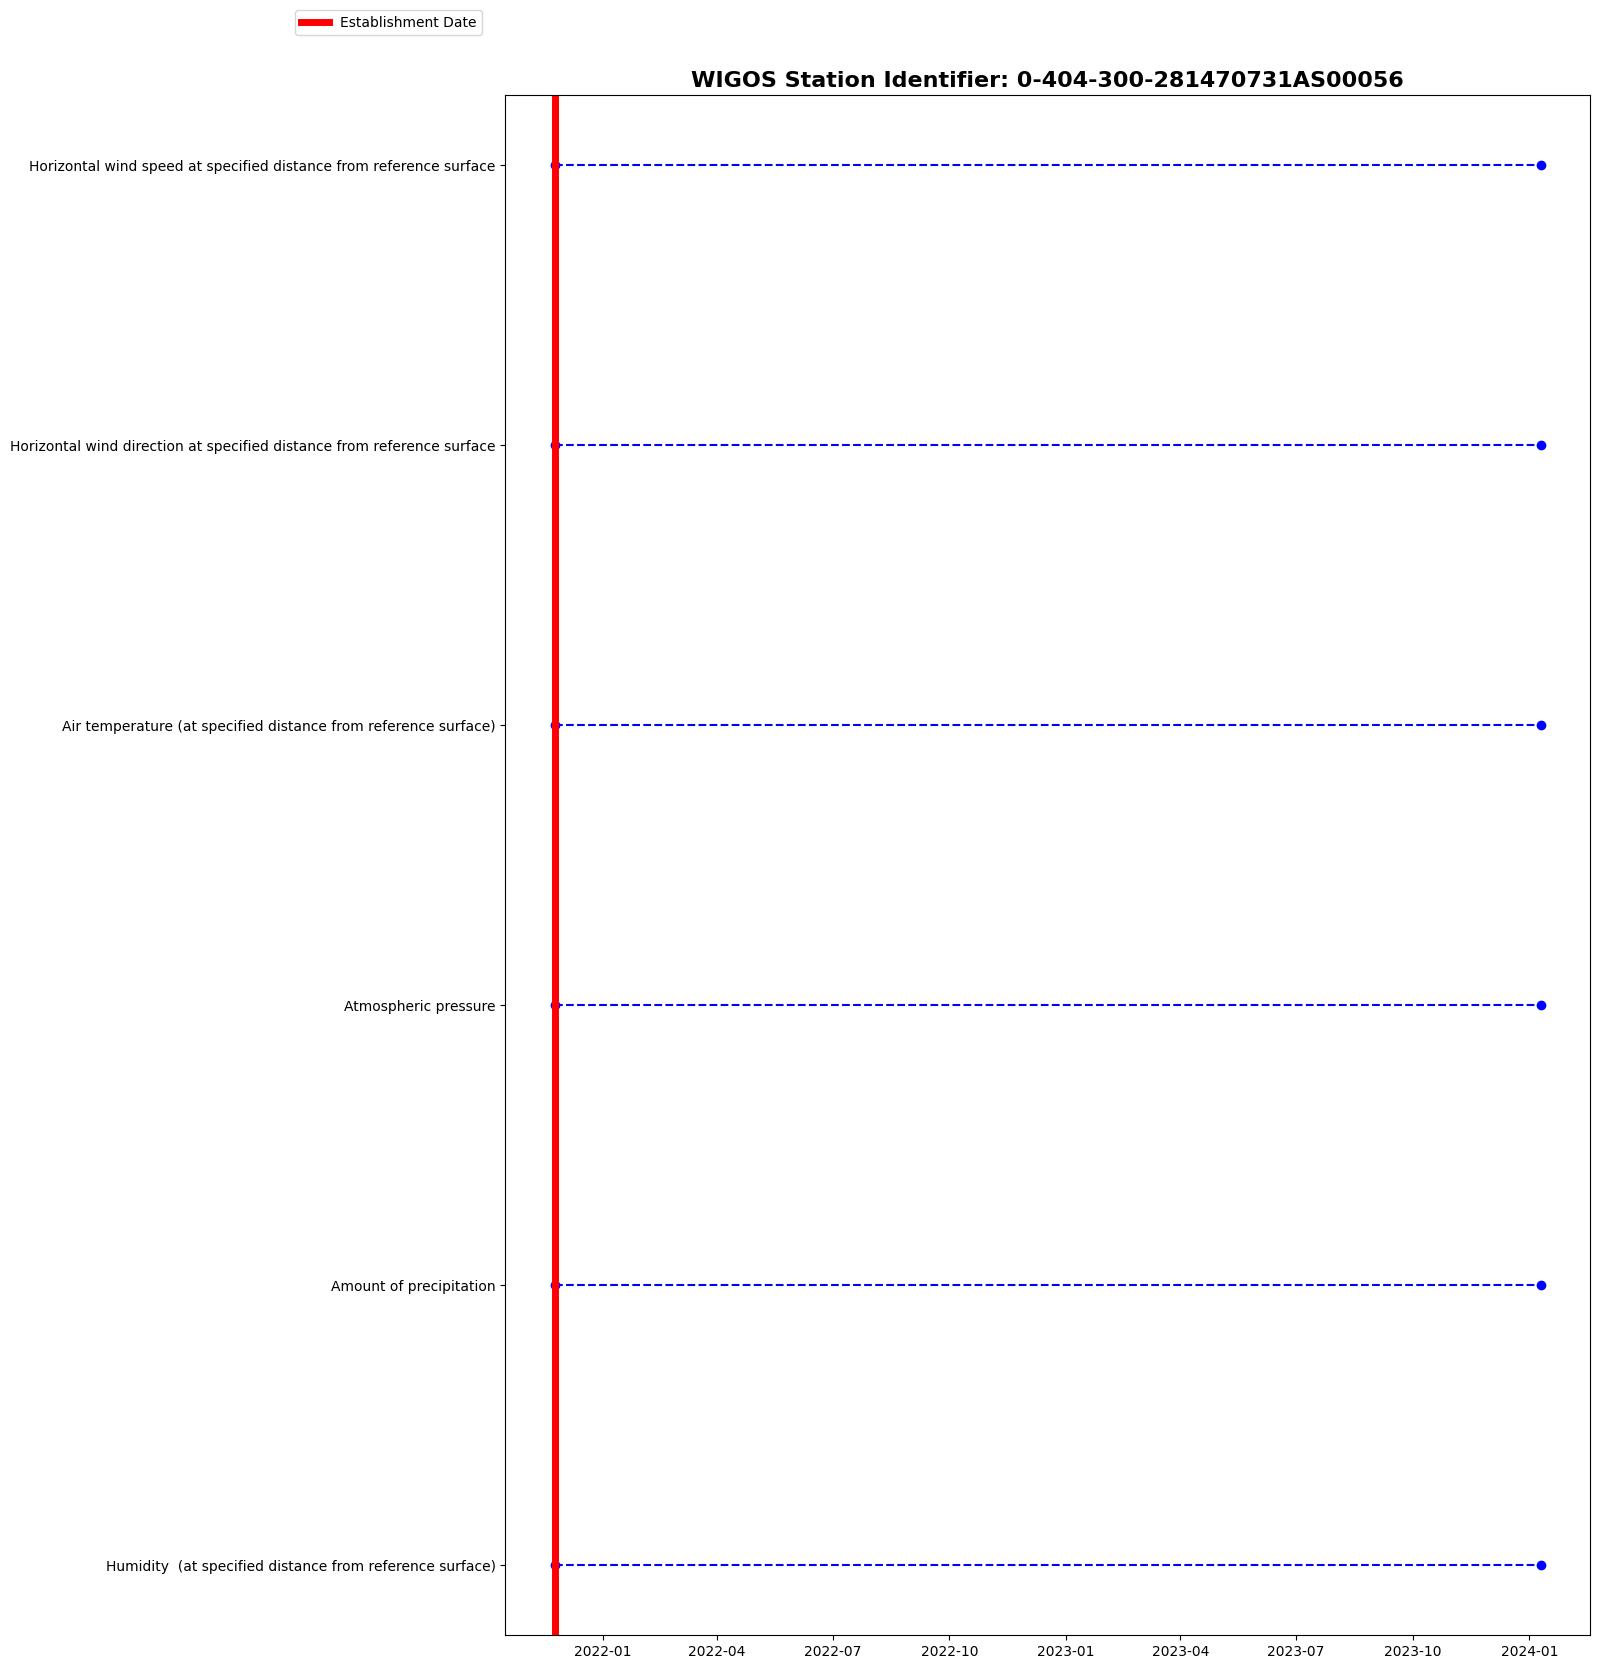 Establishment Date
WIGOS Station Identifier: 0-404-300-281470731AS00056
Horizontal wind speed at specified distance from reference surface
Horizontal wind direction at specified distance from reference surface
Air temperature (at specified distance from reference surface)
Atmospheric pressure
Amount of precipitation
Humidity  (at specified distance from reference surface)
2022-01 2022-04 2022-07 2022-10 2023-01 2023-04 2023-07 2023-10 2024-01